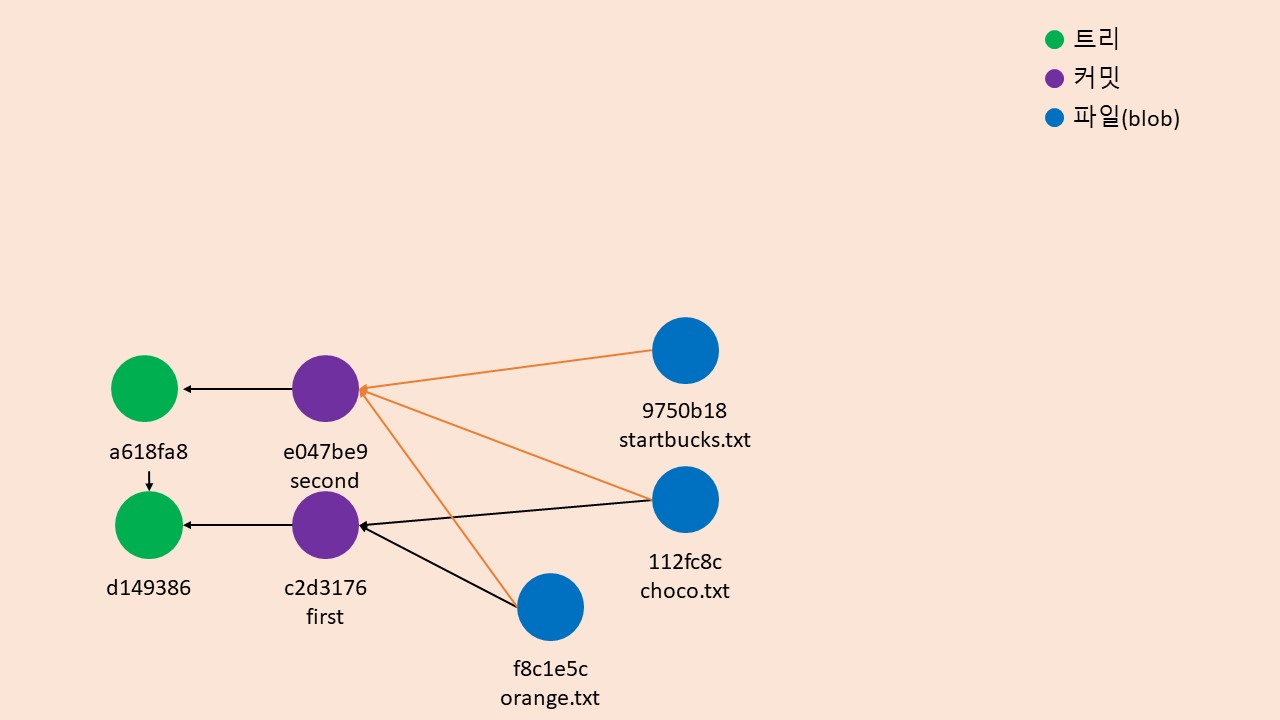 트리
커밋
파일(blob)
9750b18
startbucks.txt
a618fa8
e047be9
second
112fc8c
choco.txt
d149386
c2d3176
first
f8c1e5c
orange.txt